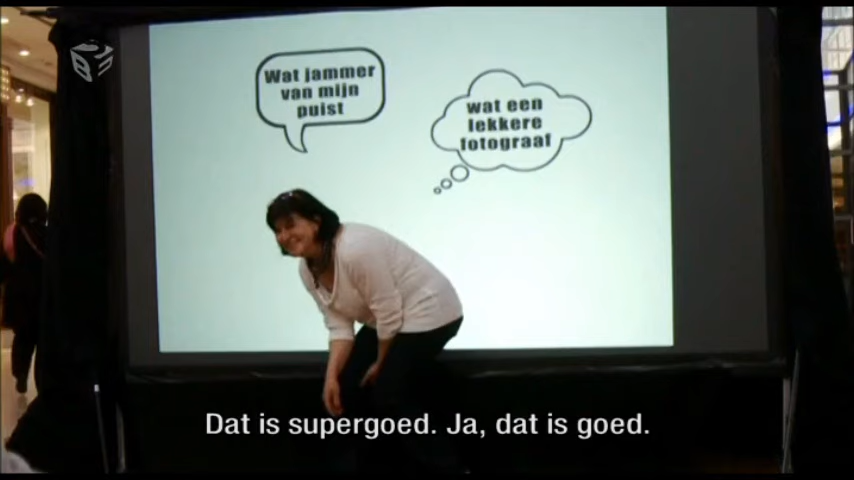 Wat jammer
van mijn
puist
wat een
lekkere
fotograaf
Dat is supergoed. Ja, dat is goed.